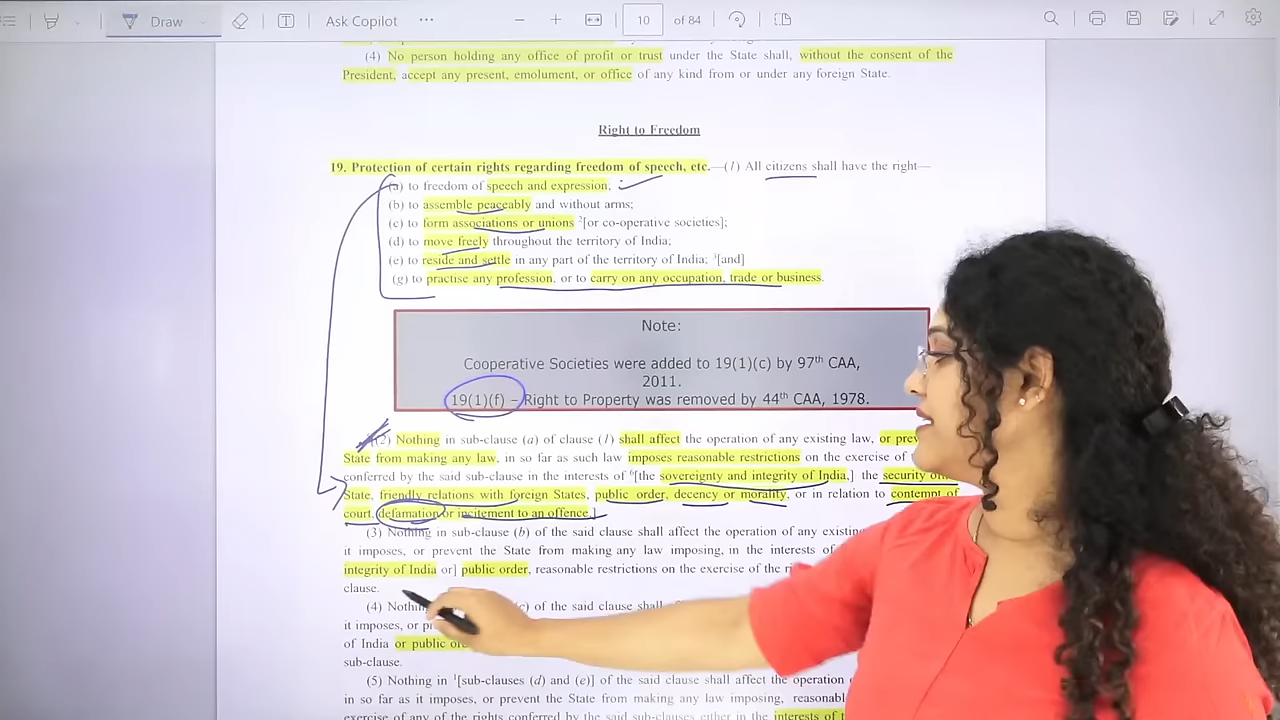 Draw
Ask Copilot
10 of 84
(4) No person holding any office of profit or trust under the State shall, without the consent of the
President, accept any present, emolument, or office of any kind from or under any foreign State.
Right to Freedom
19. Protection of certain rights regarding freedom of speech, etc.—(1) All citizens shall have the right—
(a) to freedom of speech and expression;
(b) to assemble peaceably and without arms;
(c) to form associations or unions ²[or co-operative societies];
(d) to move freely throughout the territory of India;
(e) to reside and settle in any part of the territory of India; ³[and]
(g) to practise any profession, or to carry on any occupation, trade or business.
Note:
Cooperative Societies were added to 19(1)(c) by 97th CAA,
2011.
19(1)(f) – Right to Property was removed by 44th CAA, 1978.
(2) Nothing in sub-clause (a) of clause (1) shall affect the operation of any existing law, or prev
State from making any law, in so far as such law imposes reasonable restrictions on the exercise of
conferred by the said sub-clause in the interests of ⁶[the sovereignty and integrity of India,] the security of
State, friendly relations with foreign States, public order, decency or morality, or in relation to contempt of
court, defamation or incitement to an offence.]
(3) Nothing in sub-clause (b) of the said clause shall affect the operation of any existing
it imposes, or prevent the State from making any law imposing, in the interests of
integrity of India or] public order, reasonable restrictions on the exercise of the ri
clause.
(4) Nothin c) of the said clause shall
it imposes, or pr
of India or public or
sub-clause.
(5) Nothing in ¹[sub-clauses (d) and (e)] of the said clause shall affect the operation
in so far as it imposes, or prevent the State from making any law imposing, reasonabl
exercise of any of the rights conferred by the said sub-clauses either in the interests of t